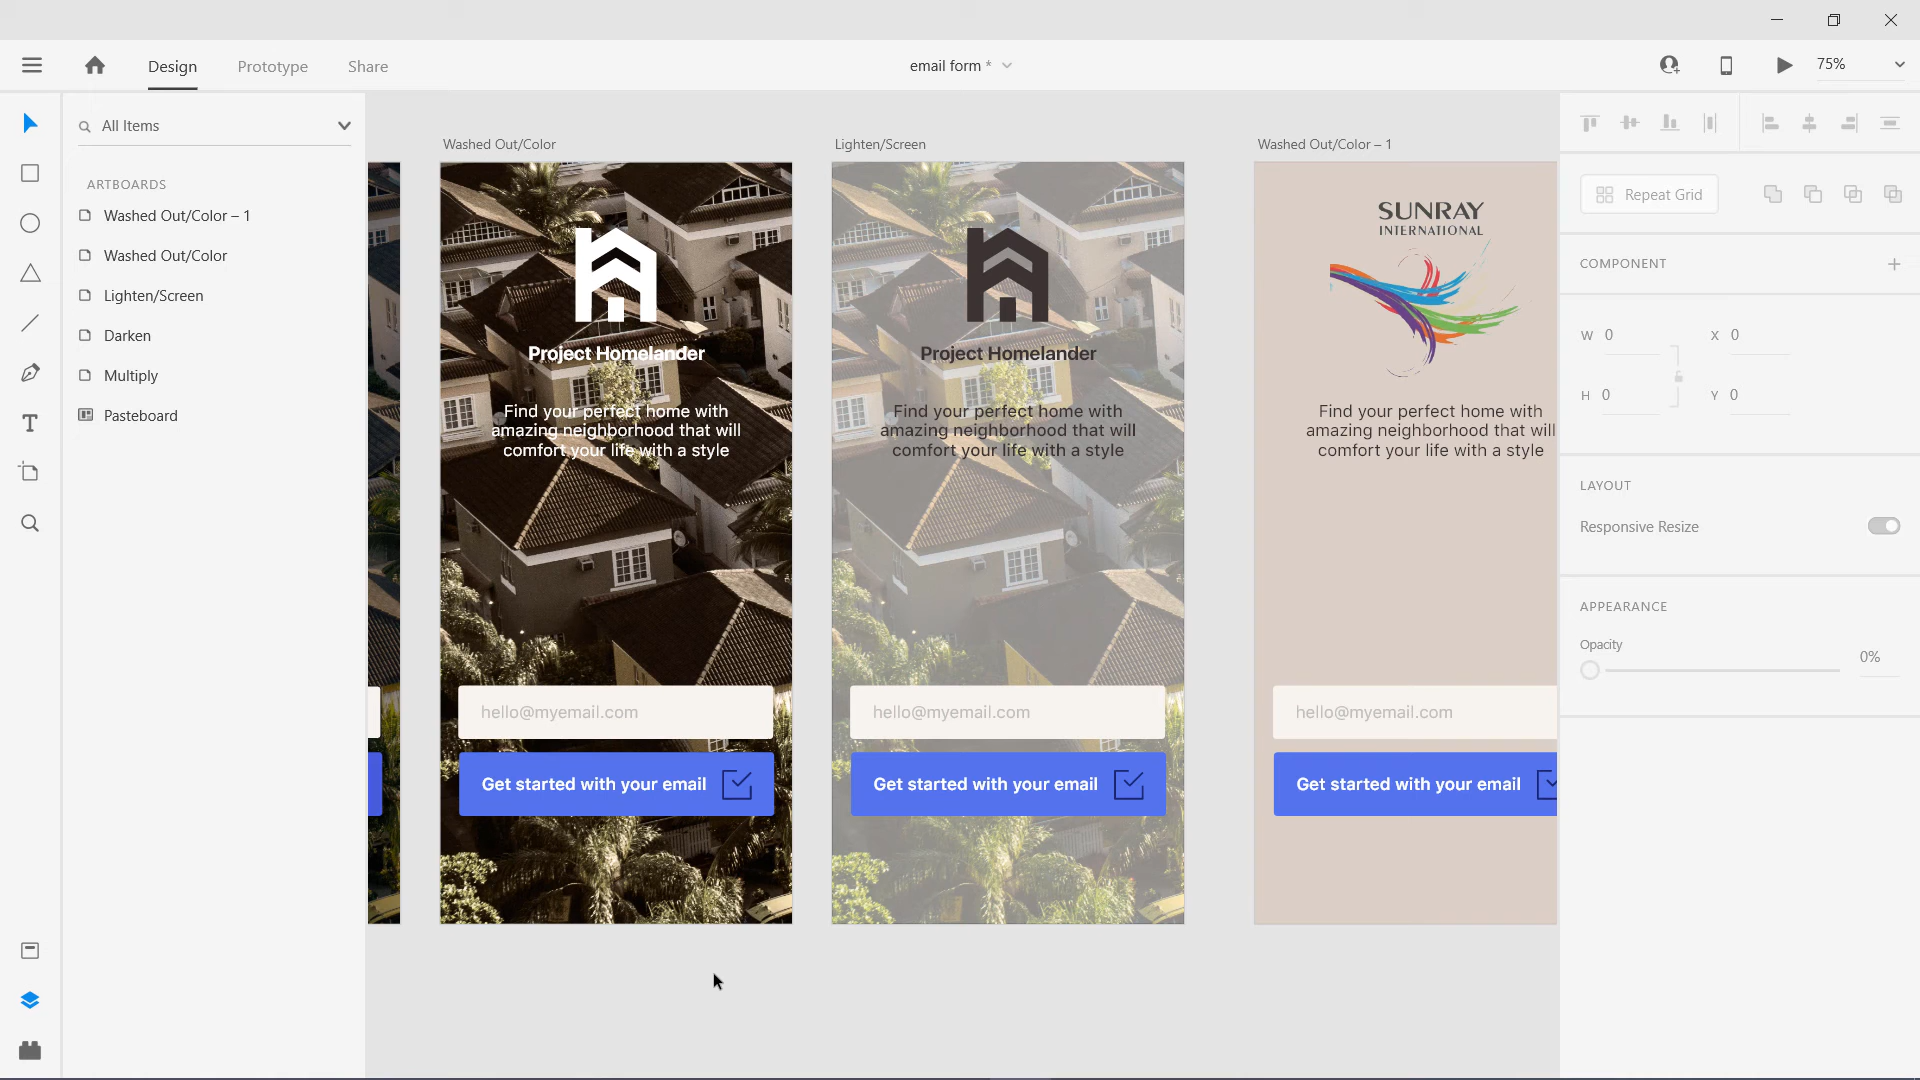 Design
Prototype
Share
email form *
75%
All Items
ARTBOARDS
Washed Out/Color – 1
Washed Out/Color
Lighten/Screen
Darken
Multiply
Pasteboard
Washed Out/Color
Project Homelander
Find your perfect home with
amazing neighborhood that will
comfort your life with a style
hello@myemail.com
Get started with your email
Lighten/Screen
Project Homelander
Find your perfect home with
amazing neighborhood that will
comfort your life with a style
hello@myemail.com
Get started with your email
Washed Out/Color – 1
SUNRAY
INTERNATIONAL
Find your perfect home with
amazing neighborhood that will
comfort your life with a style
hello@myemail.com
Get started with your email
Repeat Grid
COMPONENT
W 0
X 0
H 0
Y 0
LAYOUT
Responsive Resize
APPEARANCE
Opacity
0%